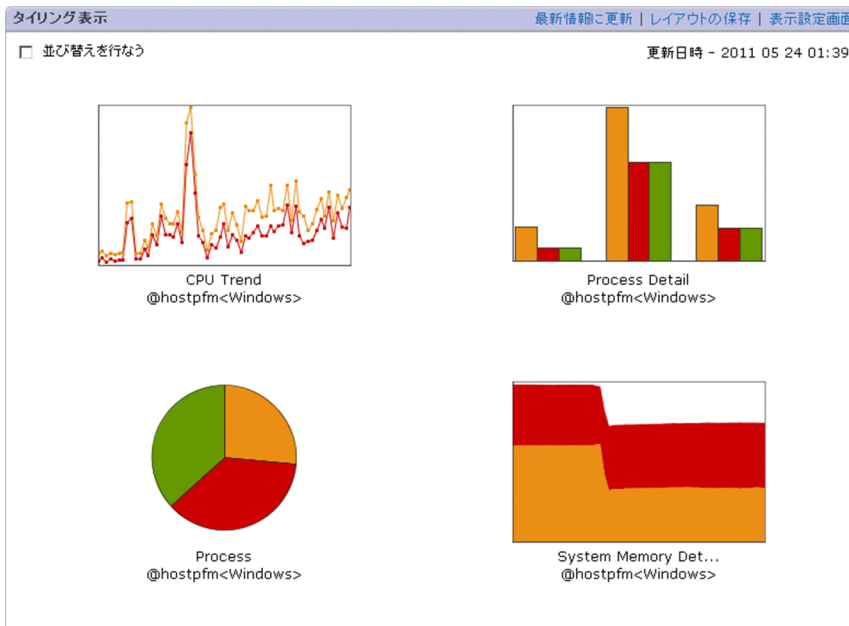 タイリング表示
最新情報に更新 | レイアウトの保存 | 表示設定画面
並び替えを行なう
更新日時 - 2011 05 24 01:39
CPU Trend
@hostpfm<Windows>
Process Detail
@hostpfm<Windows>
Process
@hostpfm<Windows>
System Memory Det...
@hostpfm<Windows>